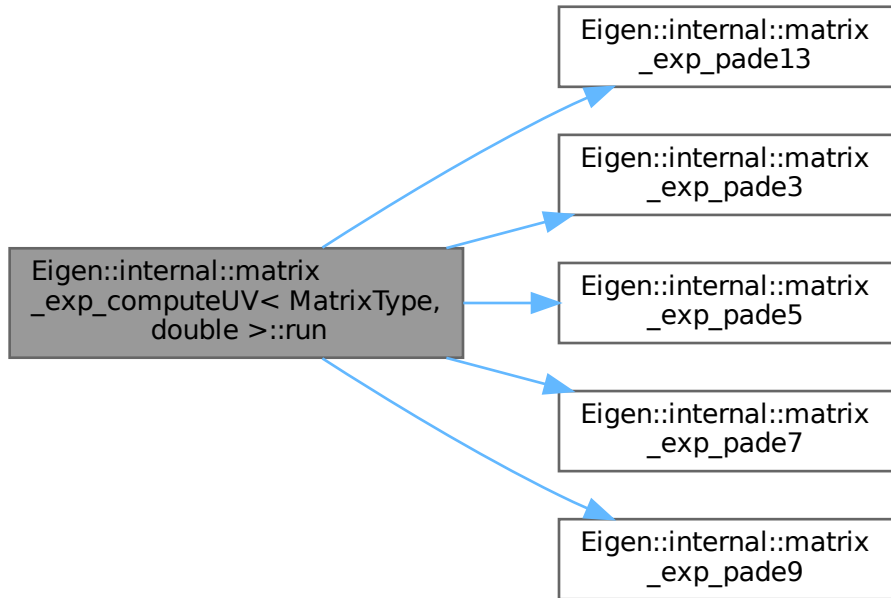 Eigen::internal::matrix
_exp_pade13
Eigen::internal::matrix
_exp_pade3
Eigen::internal::matrix
_exp_computeUV< MatrixType,
double >::run
Eigen::internal::matrix
_exp_pade5
Eigen::internal::matrix
_exp_pade7
Eigen::internal::matrix
_exp_pade9